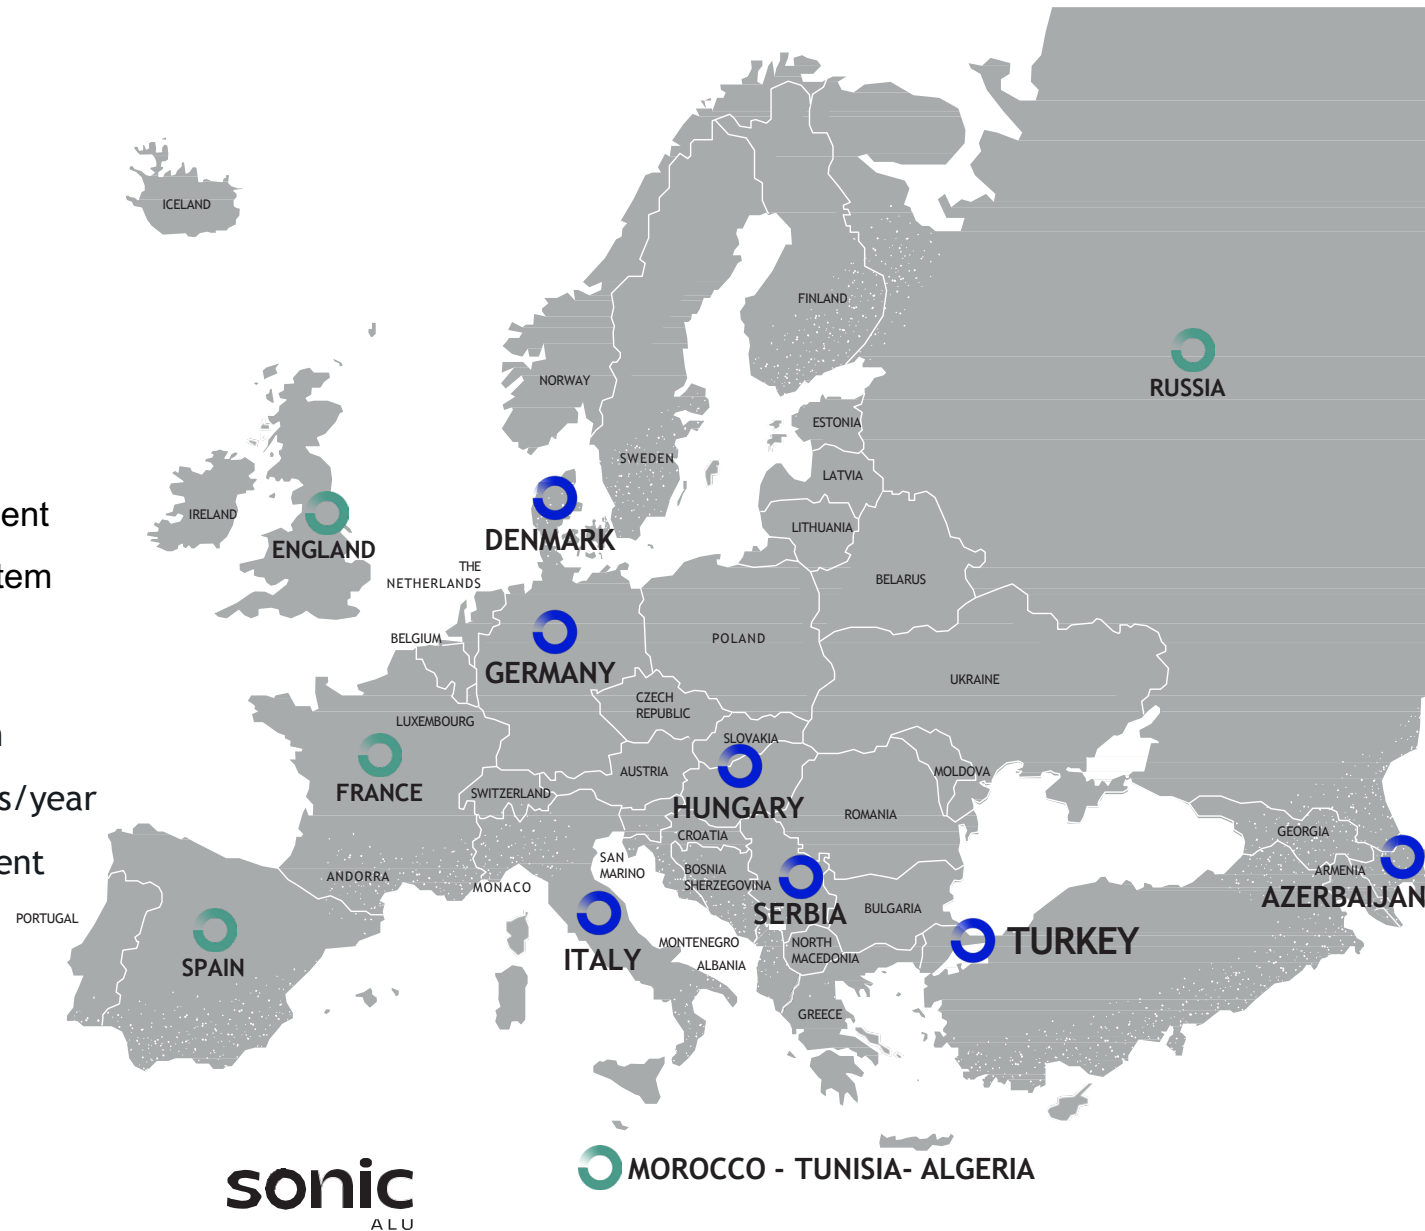 ICELAND
FINLAND
NORWAY
RUSSIA
ESTONIA
SWEDEN
LATVIA
IRELAND
LITHUANIA
ENGLAND
DENMARK
THE
NETHERLANDS
BELARUS
BELGIUM
POLAND
GERMANY
UKRAINE
CZECH
REPUBLIC
LUXEMBOURG
SLOVAKIA
AUSTRIA
MOLDOVA
FRANCE
SWITZERLAND
HUNGARY
ROMANIA
CROATIA
GEORGIA
SAN
MARINO
BOSNIA
SHERZEGOVINA
ARMENIA
ANDORRA
MONACO
AZERBAIJAN
PORTUGAL
SERBIA
BULGARIA
SPAIN
ITALY
MONTENEGRO
NORTH
MACEDONIA
TURKEY
ALBANIA
GREECE
ent
tem
s/year
ent
MOROCCO - TUNISIA- ALGERIA
sonic
ALU